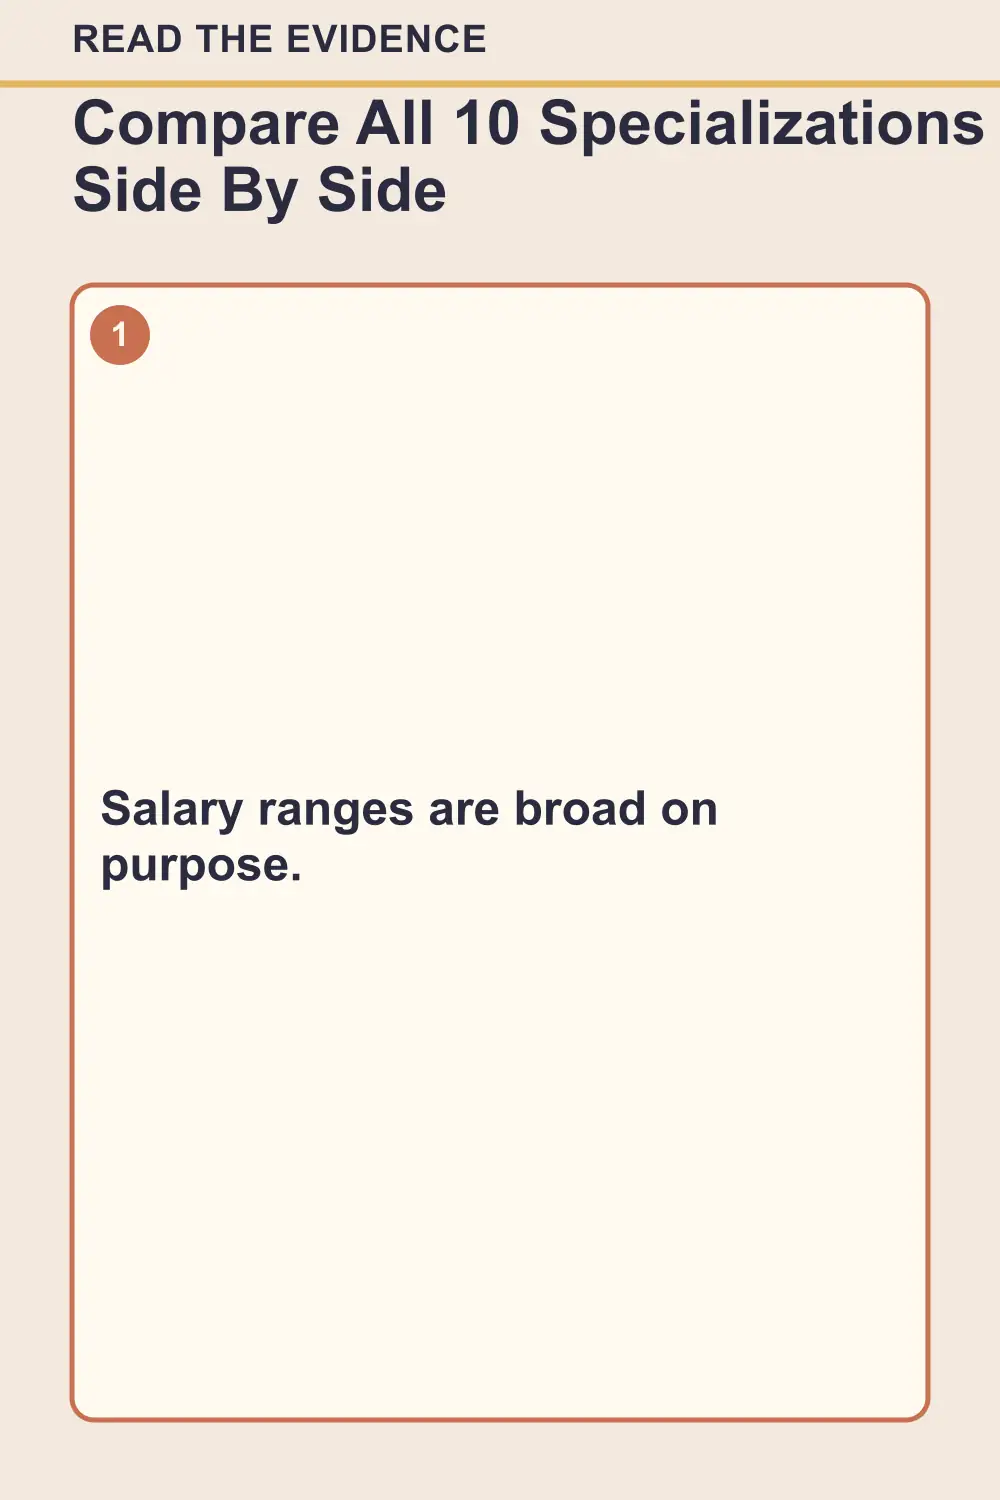 READ THE EVIDENCE
Compare All 10 Specializations
Side By Side
1
Salary ranges are broad on
purpose.